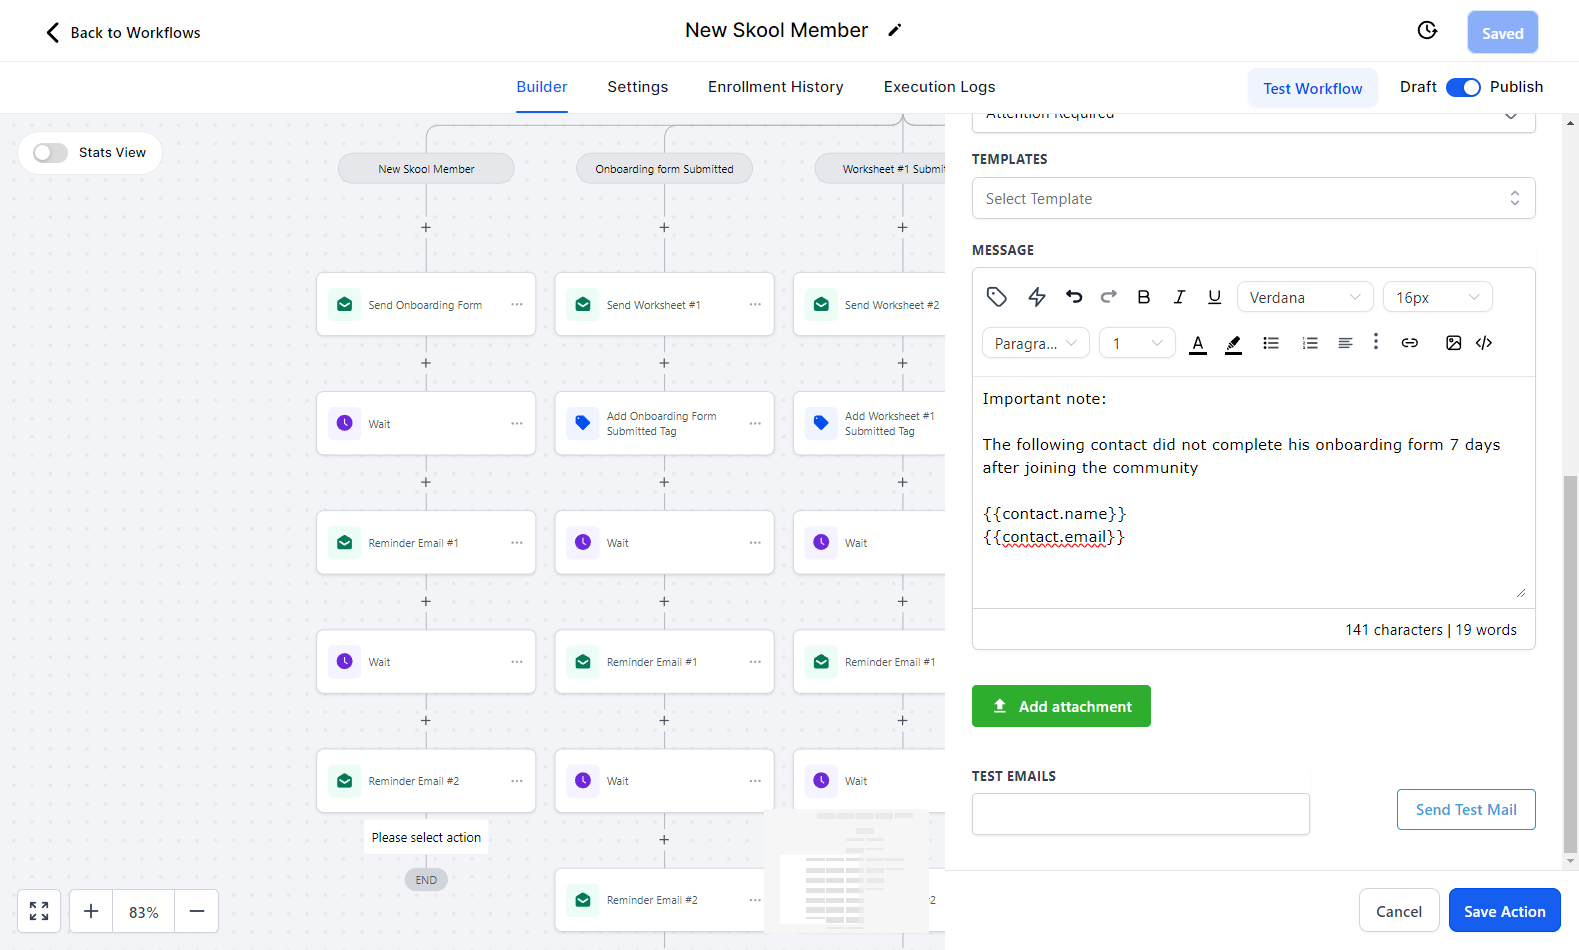 Back to Workflows
New Skool Member
Saved
Builder
Settings
Enrollment History
Execution Logs
Test Workflow
Draft
Publish
Stats View
New Skool Member
Onboarding form Submitted
Worksheet #1 Submit
Send Onboarding Form
Send Worksheet #1
Send Worksheet #2
Wait
Add Onboarding Form
Submitted Tag
Add Worksheet #1
Submitted Tag
Reminder Email #1
Wait
Wait
Wait
Reminder Email #1
Reminder Email #1
Reminder Email #2
Wait
Wait
Please select action
END
Reminder Email #2
#2
83%
Attention Required
TEMPLATES
Select Template
MESSAGE
B I U Verdana 16px
Paragra... 1 A
Important note:
The following contact did not complete his onboarding form 7 days
after joining the community
{{contact.name}}
{{contact.email}}
141 characters | 19 words
Add attachment
TEST EMAILS
Send Test Mail
Cancel
Save Action